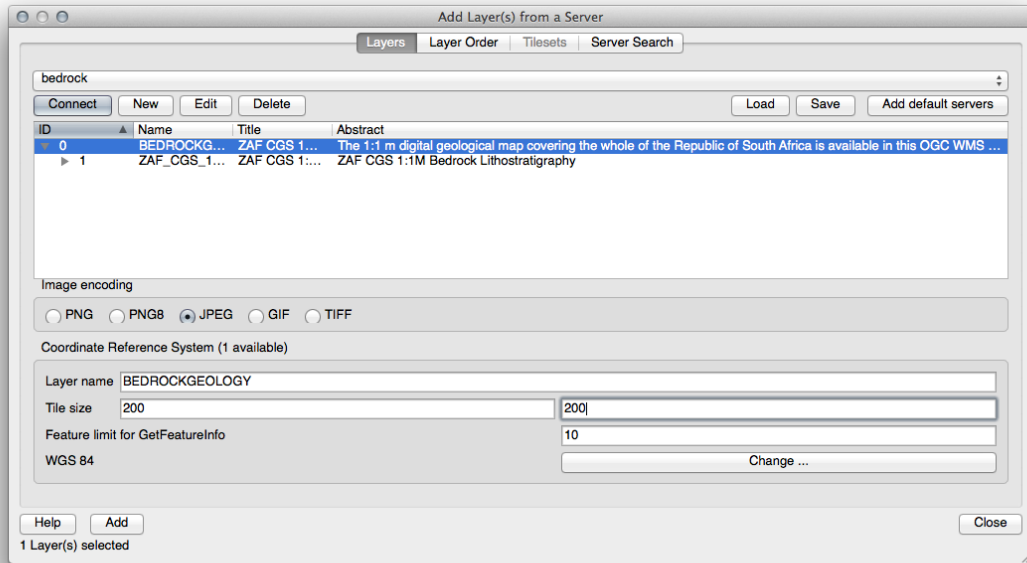 Add Layer(s) from a Server
Layers Layer Order Tilesets Server Search
bedrock
Connect New Edit Delete Load Save Add default servers
ID Name Title Abstract
0 BEDROCKG... ZAF CGS 1... The 1:1 m digital geological map covering the whole of the Republic of South Africa is available in this OGC WMS ...
1 ZAF_CGS_1... ZAF CGS 1:... ZAF CGS 1:1M Bedrock Lithostratigraphy
Image encoding
PNG PNG8 JPEG GIF TIFF
Coordinate Reference System (1 available)
Layer name BEDROCKGEOLOGY
Tile size 200 200
Feature limit for GetFeatureInfo 10
WGS 84 Change ...
Help Add Close
1 Layer(s) selected